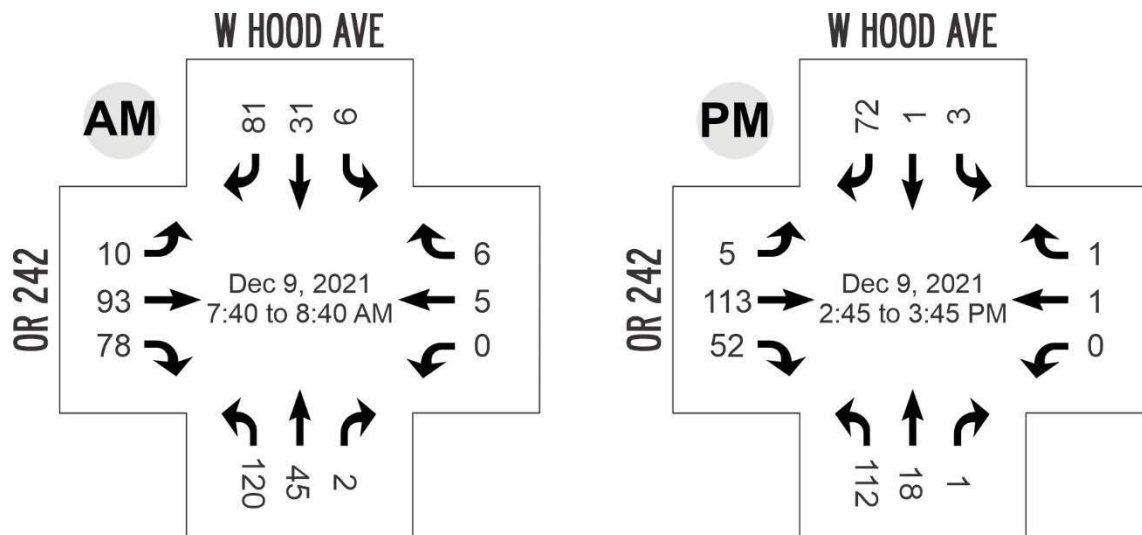 W HOOD AVE
AM
81 31 6
OR 242
10
93
78
Dec 9, 2021
7:40 to 8:40 AM
6
5
0
120 45 2
W HOOD AVE
PM
72 1 3
OR 242
5
113
52
Dec 9, 2021
2:45 to 3:45 PM
1
1
0
112 18 1